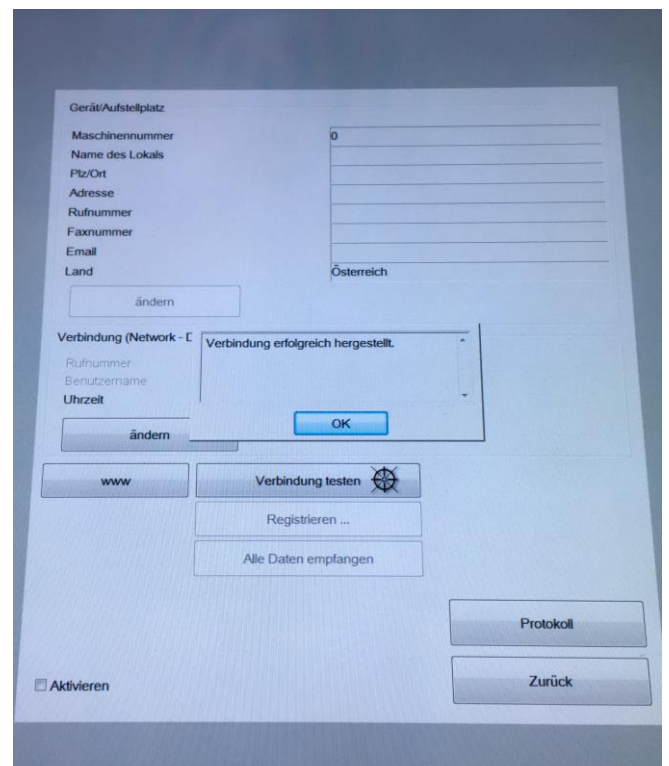 Gerät/Aufstellplatz
Maschinennummer 0
Name des Lokals
Plz/Ort
Adresse
Rufnummer
Faxnummer
Email
Land Österreich
ändern
Verbindung (Network - D
Verbindung erfolgreich hergestellt.
Rufnummer
Benutzername
Uhrzeit
OK
ändern
www Verbindung testen
Registrieren ...
Alle Daten empfangen
Protokoll
Aktivieren Zurück